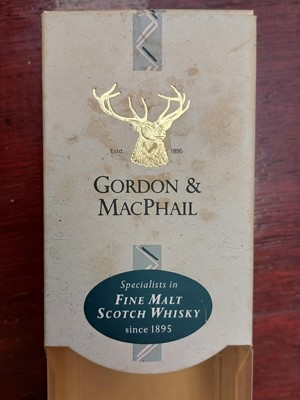 Estd. 1895
GORDON &
MACPHAIL
Specialists in
FINE MALT
SCOTCH WHISKY
since 1895